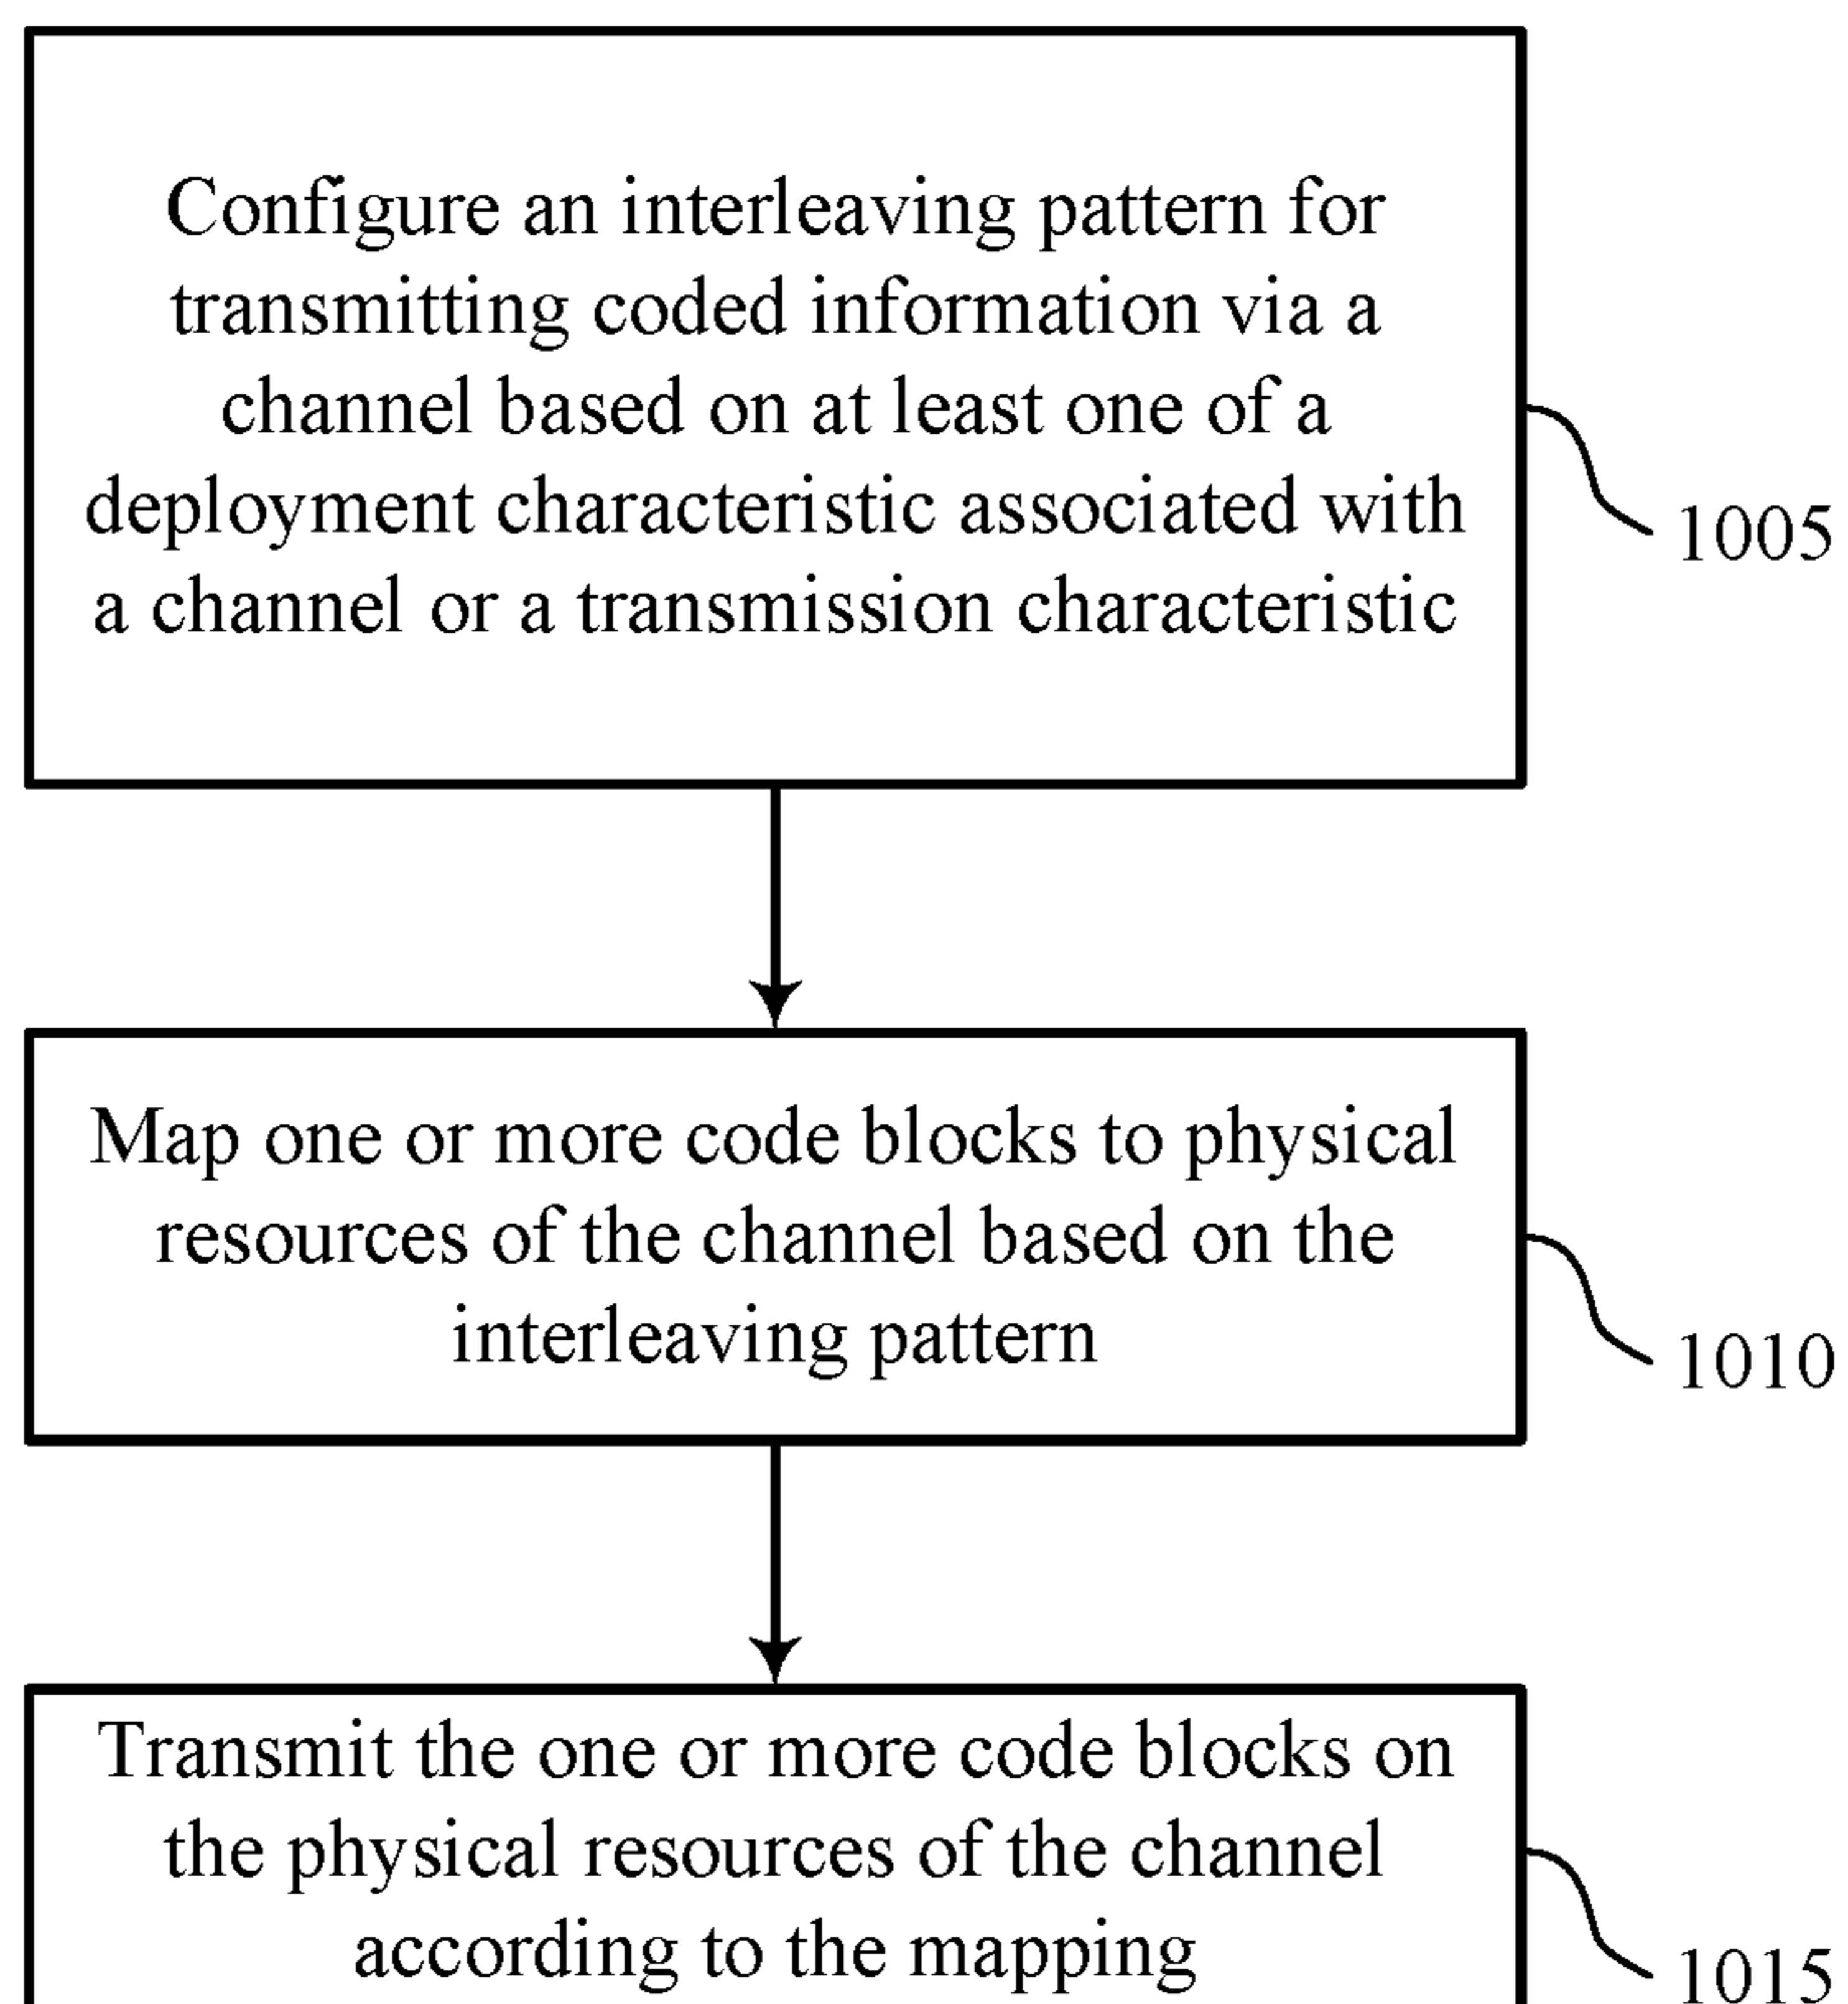 Configure an interleaving pattern for
transmitting coded information via a
channel based on at least one of a
deployment characteristic associated with
a channel or a transmission characteristic
1005
Map one or more code blocks to physical
resources of the channel based on the
interleaving pattern
1010
Transmit the one or more code blocks on
the physical resources of the channel
according to the mapping
1015